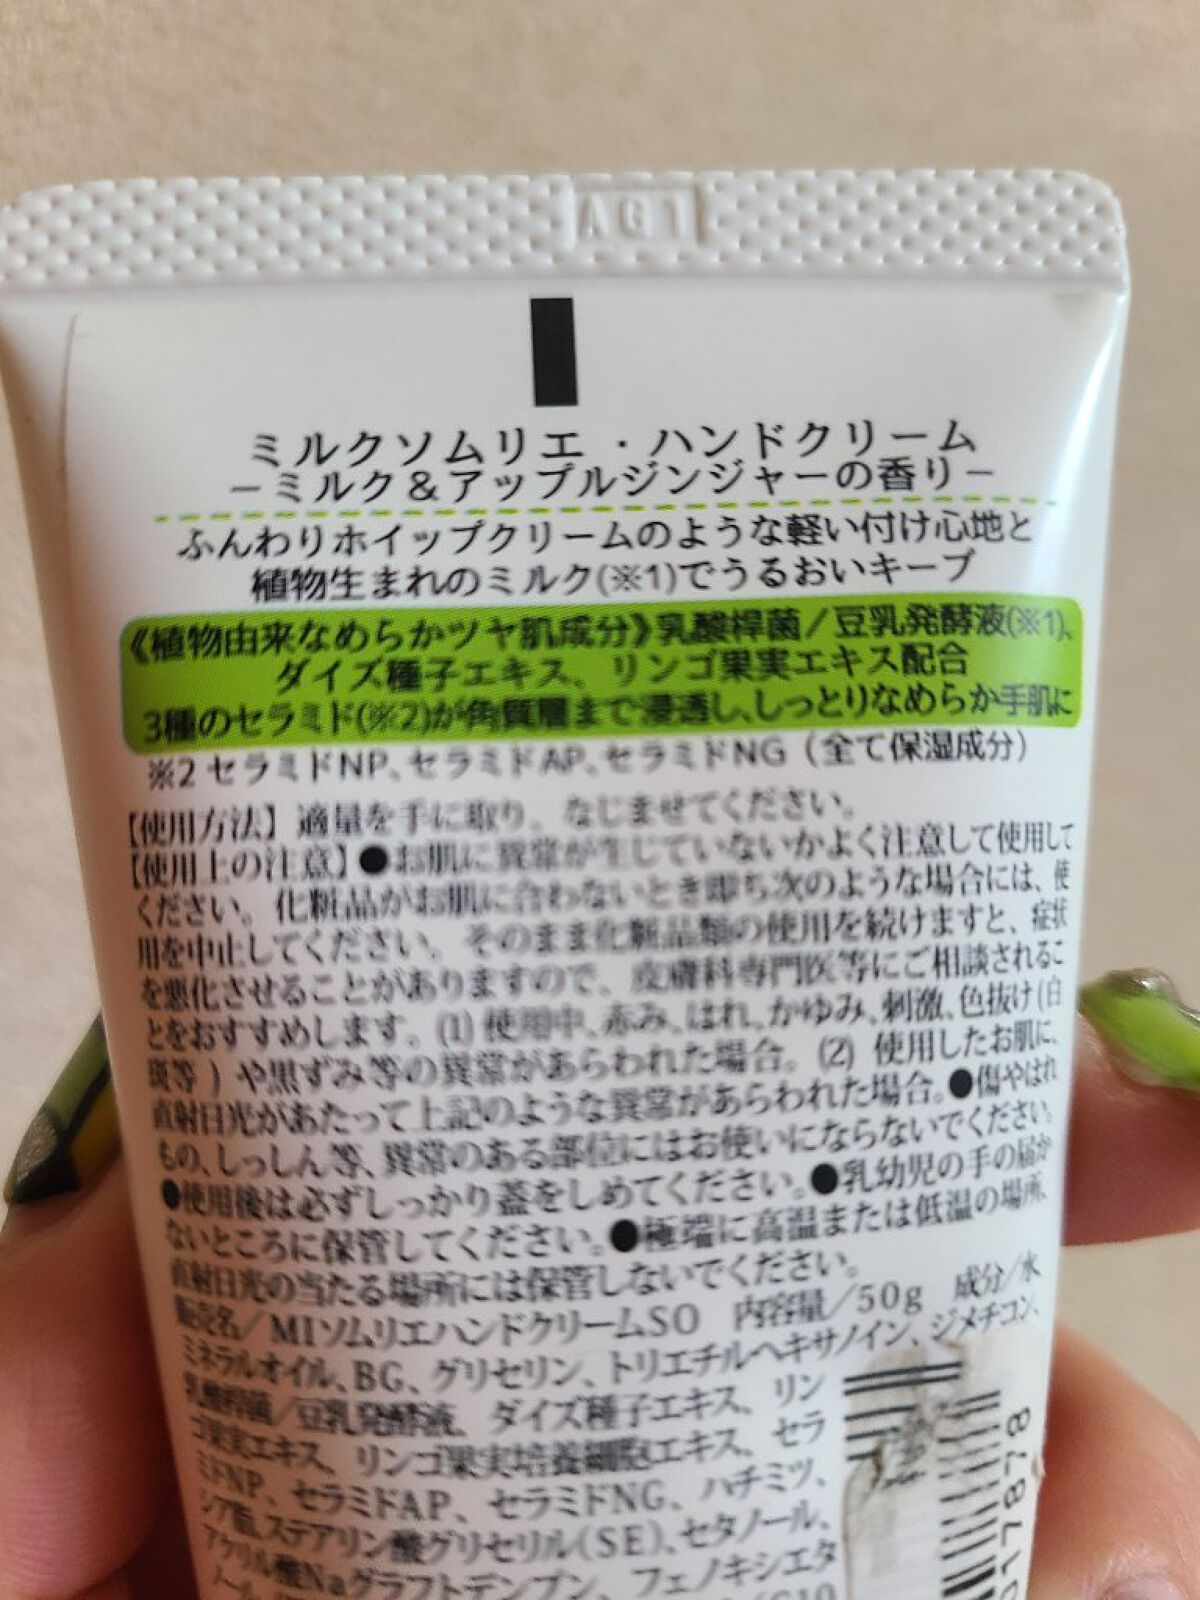 AG1
ミルクソムリエ ・ハンドクリーム
－ミルク＆アップルジンジャーの香り－
ふんわりホイップクリームのような軽い付け心地と
植物生まれのミルク(※1)でうるおいキープ
《植物由来なめらかツヤ肌成分》乳酸桿菌／豆乳発酵液(※1)、
ダイズ種子エキス、リンゴ果実エキス配合
3種のセラミド(※2)が角質層まで浸透し、しっとりなめらか手肌に
※2 セラミドNP、セラミドAP、セラミドNG（全て保湿成分）
【使用方法】適量を手に取り、なじませてください。
【使用上の注意】●お肌に異常が生じていないかよく注意して使用して
ください。化粧品がお肌に合わないとき即ち次のような場合には、使
用を中止してください。そのまま化粧品類の使用を続けますと、症状
を悪化させることがありますので、皮膚科専門医等にご相談されるこ
とをおすすめします。(1) 使用中、赤み、はれ、かゆみ、刺激、色抜け(白
斑等）や黒ずみ等の異常があらわれた場合。(2) 使用したお肌に、
直射日光があたって上記のような異常があらわれた場合。●傷やはれ
もの、しっしん等、異常のある部位にはお使いにならないでください。
●使用後は必ずしっかり蓋をしめてください。●乳幼児の手の届か
ないところに保管してください。●極端に高温または低温の場所、
直射日光の当たる場所には保管しないでください。
販売名／MIソムリエハンドクリームSO 内容量／50g 成分／水
ミネラルオイル、BG、グリセリン、トリエチルヘキサノイン、ジメチコン、
乳酸桿菌／豆乳発酵液、ダイズ種子エキス、リン
ゴ果実エキス、リンゴ果実培養細胞エキス、セラ
ミドNP、セラミドAP、セラミドNG、ハチミツ、
シア脂、ステアリン酸グリセリル(SE)、セタノール、
アクリル酸Naグラフトデンプン、フェノキシエタ
ノール